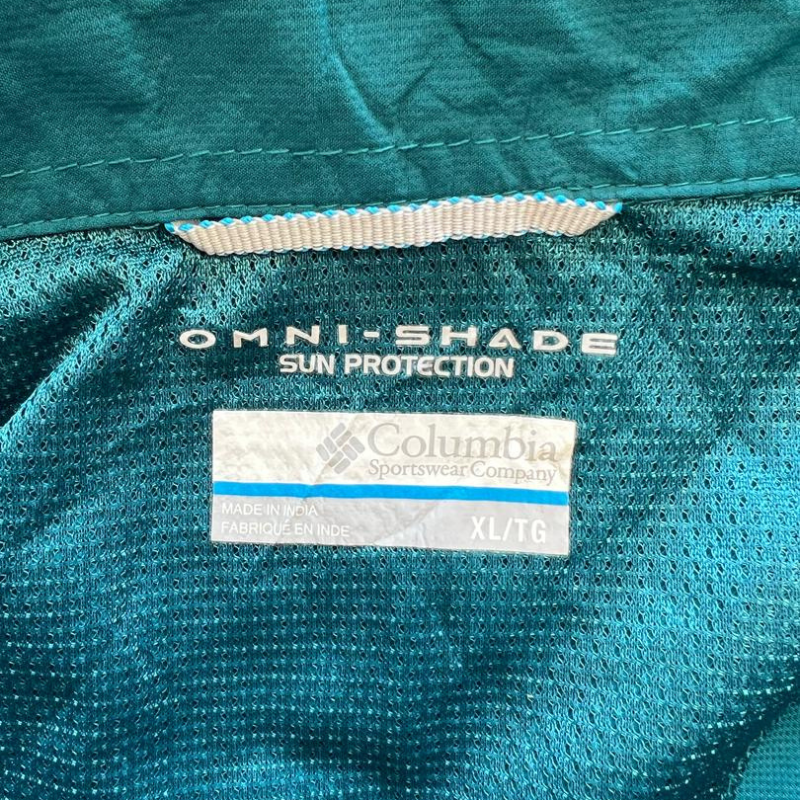 OMNI-SHADE
SUN PROTECTION
Columbia
Sportswear Company
MADE IN INDIA
FABRIQUÉ EN INDE
XL/TG